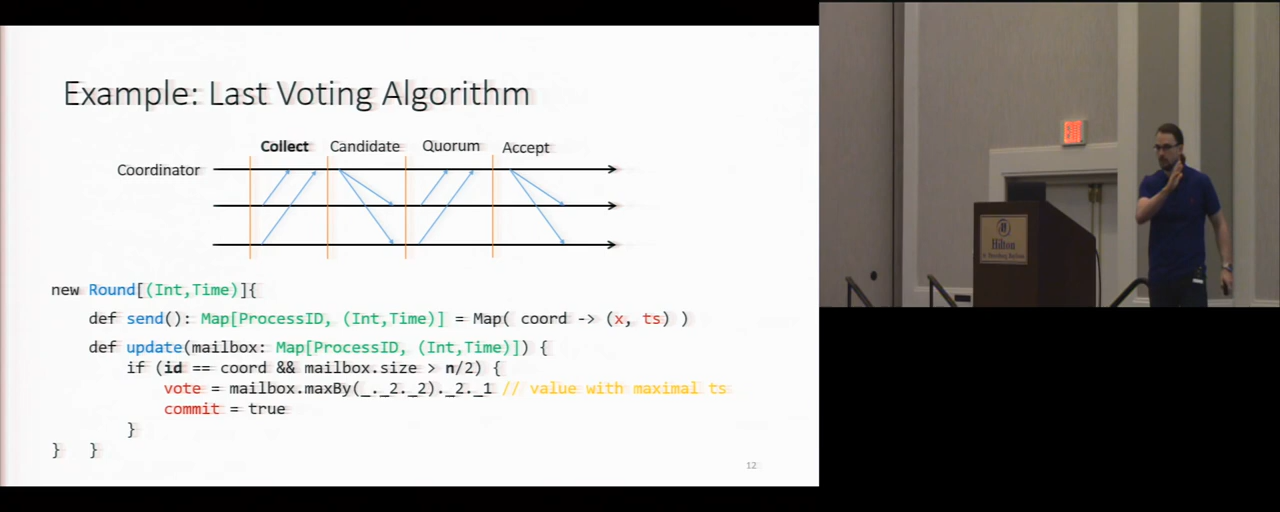 Example: Last Voting Algorithm
Collect Candidate Quorum Accept
Coordinator
new Round[(Int,Time)]{
def send(): Map[ProcessID, (Int,Time)] = Map( coord -> (x, ts) )
def update(mailbox: Map[ProcessID, (Int,Time)]) {
if (id == coord && mailbox.size > n/2) {
vote = mailbox.maxBy(_._2._2)._2._1 // value with maximal ts
commit = true
}
} }
12
Hilton